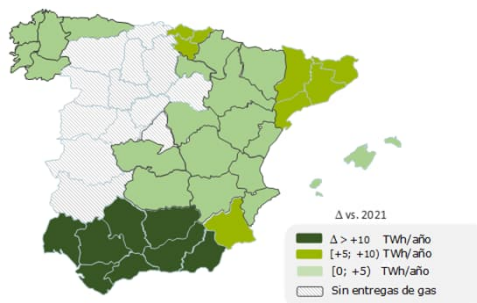 Δ vs. 2021
Δ > +10 TWh/año
[+5; +10) TWh/año
[0; +5) TWh/año
Sin entregas de gas